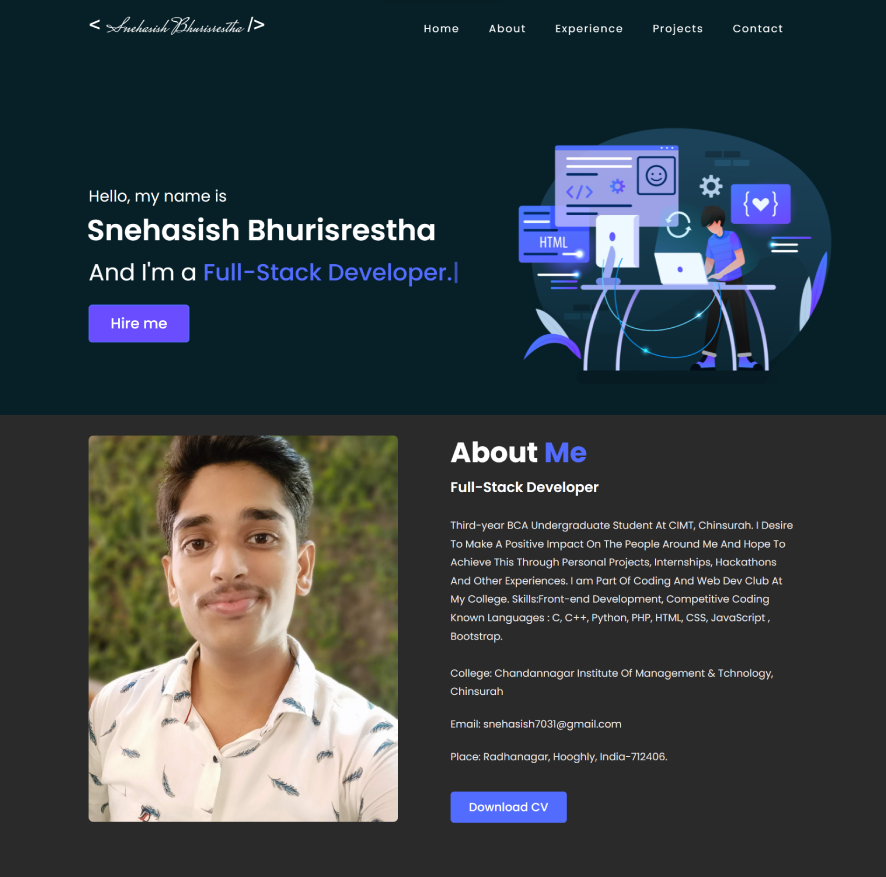 < Snehasish Bhurisrestha />
Home About Experience Projects Contact
Hello, my name is
Snehasish Bhurisrestha
And I'm a Full-Stack Developer.
Hire me
</>
HTML
{♥}
About Me
Full-Stack Developer
Third-year BCA Undergraduate Student At CIMT, Chinsurah. I Desire
To Make A Positive Impact On The People Around Me And Hope To
Achieve This Through Personal Projects, Internships, Hackathons
And Other Experiences. I am Part Of Coding And Web Dev Club At
My College. Skills:Front-end Development, Competitive Coding
Known Languages : C, C++, Python, PHP, HTML, CSS, JavaScript ,
Bootstrap.
College: Chandannagar Institute Of Management & Tchnology,
Chinsurah
Email: snehasish7031@gmail.com
Place: Radhanagar, Hooghly, India-712406.
Download CV